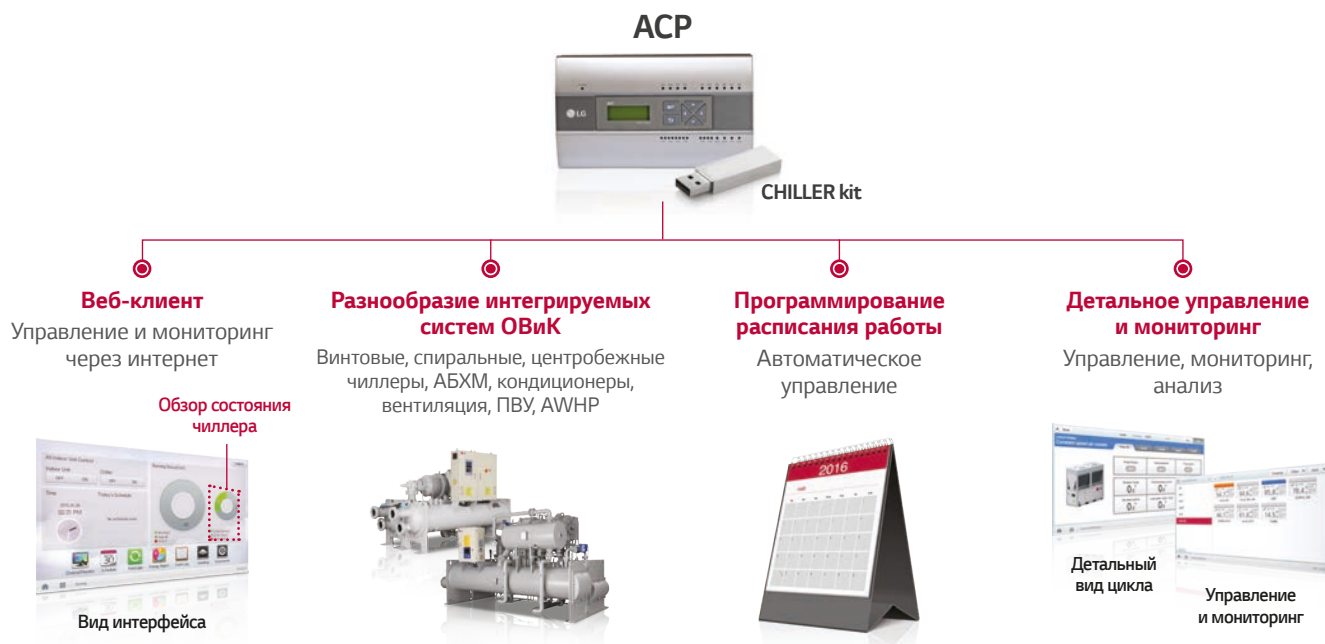 ACP
LG
CHILLER kit
Веб-клиент
Управление и мониторинг
через интернет
Обзор состояния
чиллера
Вид интерфейса
Разнообразие интегрируемых
систем ОВиК
Винтовые, спиральные, центробежные
чиллеры, АБХМ, кондиционеры,
вентиляция, ПВУ, AWHP
Программирование
расписания работы
Автоматическое
управление
2016
Детальное управление
и мониторинг
Управление, мониторинг,
анализ
Детальный
вид цикла
Управление
и мониторинг